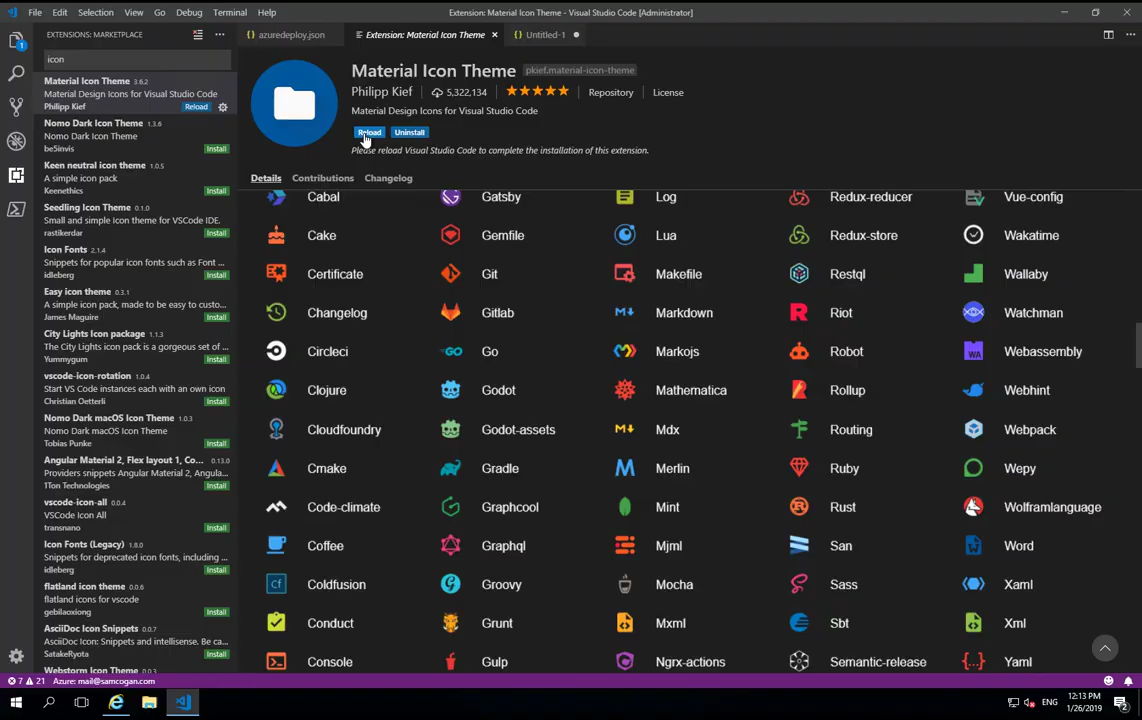 File Edit Selection View Go Debug Terminal Help
Extension: Material Icon Theme - Visual Studio Code [Administrator]
EXTENSIONS: MARKETPLACE
azuredeploy.json
Extension: Material Icon Theme
Untitled-1
1
icon
Material Icon Theme 3.6.2
Material Design Icons for Visual Studio Code
Philipp Kief Reload
Nomo Dark Icon Theme 1.3.6
Nomo Dark Icon Theme
be5invis Install
Keen neutral icon theme 1.0.5
A simple icon pack
Keenethics Install
Seedling Icon Theme 0.1.0
Small and simple Icon theme for VSCode IDE.
rastikerdar Install
Icon Fonts 2.1.4
Snippets for popular icon fonts such as Font ...
idleberg Install
Easy icon theme 0.3.1
A simple icon pack, made to be easy to custo...
James Maguire Install
City Lights Icon package 1.1.3
The City Lights icon pack is a gorgeous set of ...
Yummygum Install
vscode-icon-rotation 1.0.4
Start VS Code instances each with an own icon
Christian Oetterli Install
Nomo Dark macOS Icon Theme 1.0.3
Nomo Dark macOS Icon Theme
Tobias Punke Install
Angular Material 2, Flex layout 1, Co... 0.13.0
Providers snippets Angular Material 2, Angula...
1Ton Technologies Install
vscode-icon-all 0.0.4
VSCode Icon All
transnano Install
Icon Fonts (Legacy) 1.8.0
Snippets for deprecated icon fonts, including ...
idleberg Install
flatland icon theme 0.0.6
flatland icons for vscode
gebilaoxiong Install
AsciiDoc Icon Snippets 0.0.7
AsciiDoc Icon: Snippets and intellisense. Be ca...
SatakeRyota Install
Webstorm Icon Theme 0.0.3
Material Icon Theme pkief.material-icon-theme
Philipp Kief 5,322,134 Repository License
Material Design Icons for Visual Studio Code
Reload Uninstall
Please reload Visual Studio Code to complete the installation of this extension.
Details Contributions Changelog
Cabal Gatsby Log Redux-reducer Vue-config
Cake Gemfile Lua Redux-store Wakatime
Certificate Git Makefile Restql Wallaby
Changelog Gitlab M Markdown R Riot Watchman
Circleci GO Go Markojs Robot WA Webassembly
Clojure Godot Mathematica Rollup Webhint
Cloudfoundry Godot-assets M Mdx Routing Webpack
Cmake Gradle M Merlin Ruby Wepy
Code-climate Graphcool Mint Rust Wolframlanguage
Coffee Graphql Mjml San Word
Cf Coldfusion Groovy Mocha Sass Xaml
Conduct Grunt Mxml Sbt Xml
Console Gulp Ngrx-actions Semantic-release Yaml
7 21 Azure: mail@samcogan.com
ENG
12:13 PM
1/26/2019
2